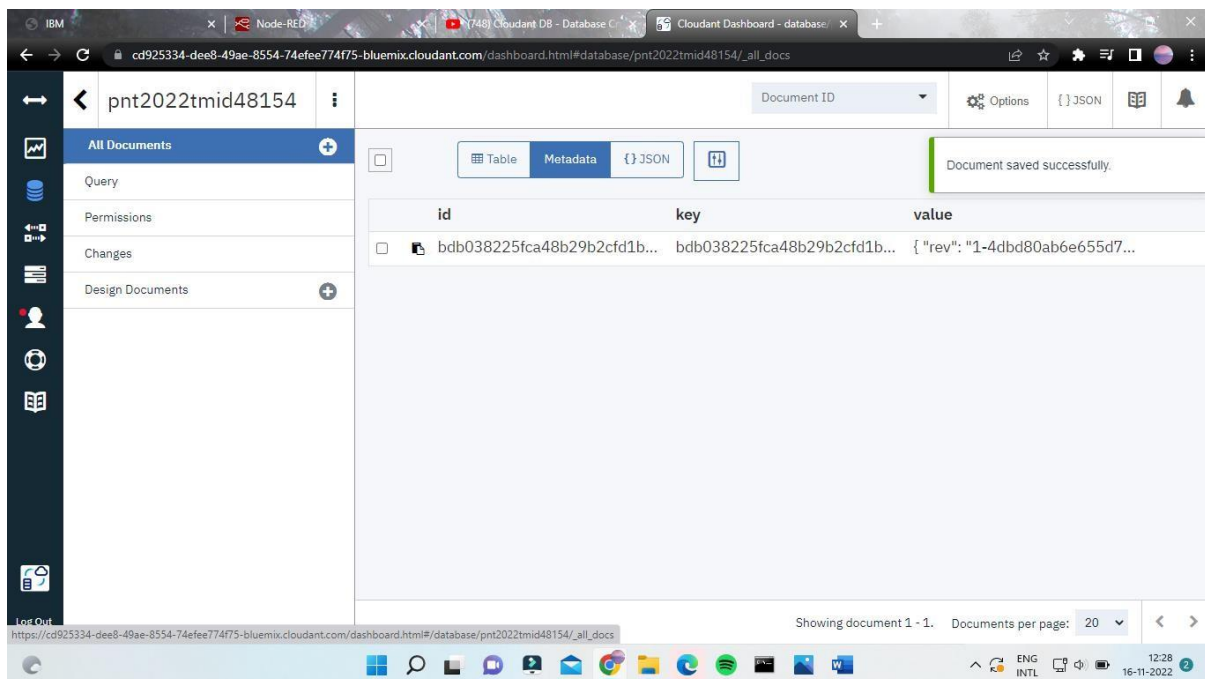 IBM
Node-RED
(748) Cloudant DB - Database Cr
Cloudant Dashboard - database/
cd925334-dee8-49ae-8554-74efee774f75-bluemix.cloudant.com/dashboard.html#database/pnt2022tmid48154/_all_docs
pnt2022tmid48154
Document ID
Options
{ } JSON
All Documents
Table
Metadata
{ } JSON
Document saved successfully.
Query
Permissions
Changes
Design Documents
id key value
bdb038225fca48b29b2cfd1b... bdb038225fca48b29b2cfd1b... { "rev": "1-4dbd80ab6e655d7...
Log Out
Showing document 1 - 1. Documents per page: 20
https://cd925334-dee8-49ae-8554-74efee774f75-bluemix.cloudant.com/dashboard.html#/database/pnt2022tmid48154/_all_docs
ENG
INTL
12:28
16-11-2022
2